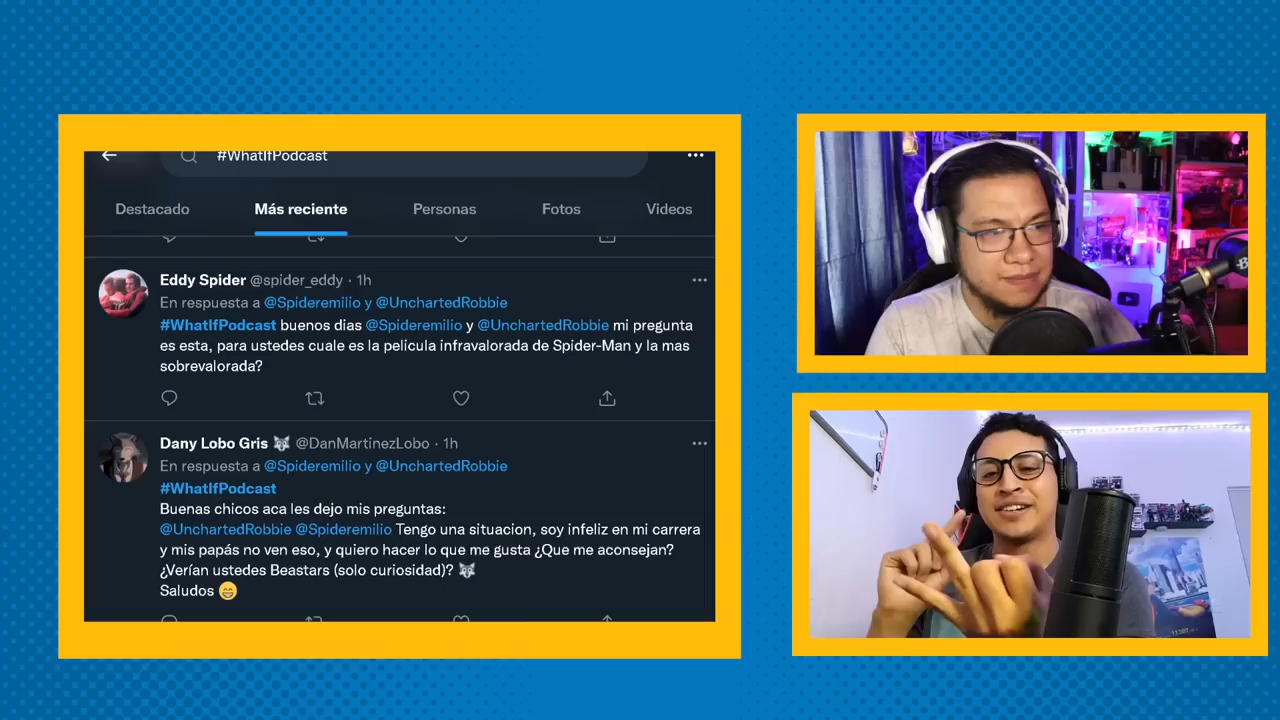 #WhatIfPodcast
Destacado Más reciente Personas Fotos Videos
Eddy Spider @spider_eddy · 1h
En respuesta a @Spideremilio y @UnchartedRobbie
#WhatIfPodcast buenos dias @Spideremilio y @UnchartedRobbie mi pregunta
es esta, para ustedes cuale es la película infravalorada de Spider-Man y la mas
sobrevalorada?
Dany Lobo Gris 🐺 @DanMartinezLobo · 1h
En respuesta a @Spideremilio y @UnchartedRobbie
#WhatIfPodcast
Buenas chicos aca les dejo mis preguntas:
@UnchartedRobbie @Spideremilio Tengo una situacion, soy infeliz en mi carrera
y mis papás no ven eso, y quiero hacer lo que me gusta ¿Que me aconsejan?
¿Verían ustedes Beastars (solo curiosidad)? 🐺
Saludos 😄